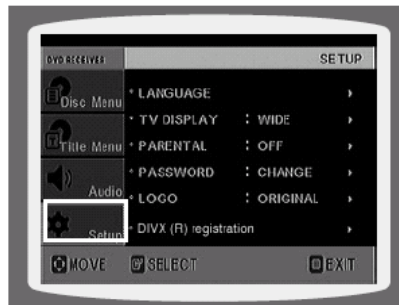 DVD RECEIVER SETUP
Disc Menu
LANGUAGE
TV DISPLAY : WIDE
Title Menu
PARENTAL : OFF
PASSWORD : CHANGE
Audio
LOGO : ORIGINAL
Setup
DIVX (R) registration
MOVE SELECT EXIT